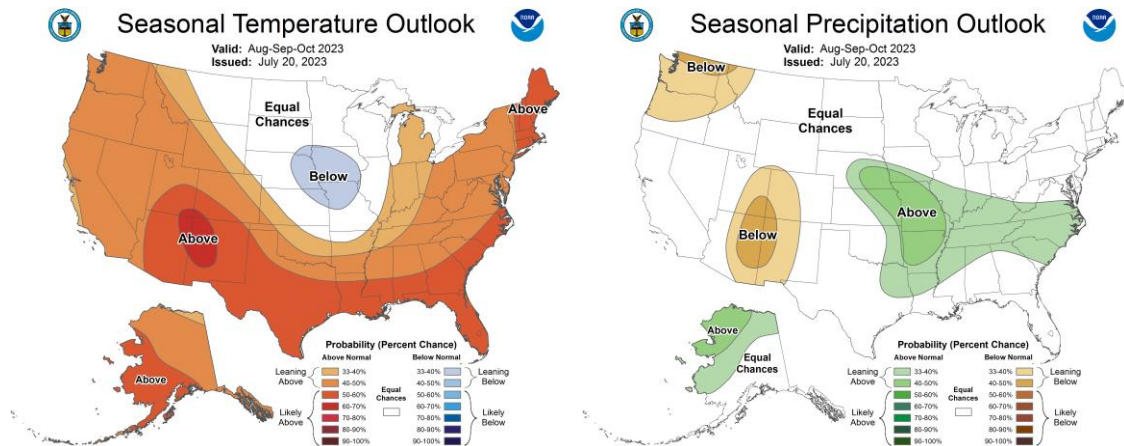 Seasonal Temperature Outlook
NOAA
Valid: Aug-Sep-Oct 2023
Issued: July 20, 2023
Equal
Chances
Above
Below
Above
Above
Probability (Percent Chance)
Above Normal
Below Normal
Leaning
Above
33-40%
40-50%
Likely
Above
50-60%
60-70%
70-80%
80-90%
90-100%
Equal
Chances
33-40%
40-50%
Leaning
Below
50-60%
60-70%
70-80%
80-90%
90-100%
Likely
Below
Seasonal Precipitation Outlook
NOAA
Valid: Aug-Sep-Oct 2023
Issued: July 20, 2023
Below
Equal
Chances
Above
Below
Above
Equal
Chances
Probability (Percent Chance)
Above Normal
Below Normal
Leaning
Above
33-40%
40-50%
Likely
Above
50-60%
60-70%
70-80%
80-90%
90-100%
Equal
Chances
33-40%
40-50%
Leaning
Below
50-60%
60-70%
70-80%
80-90%
90-100%
Likely
Below